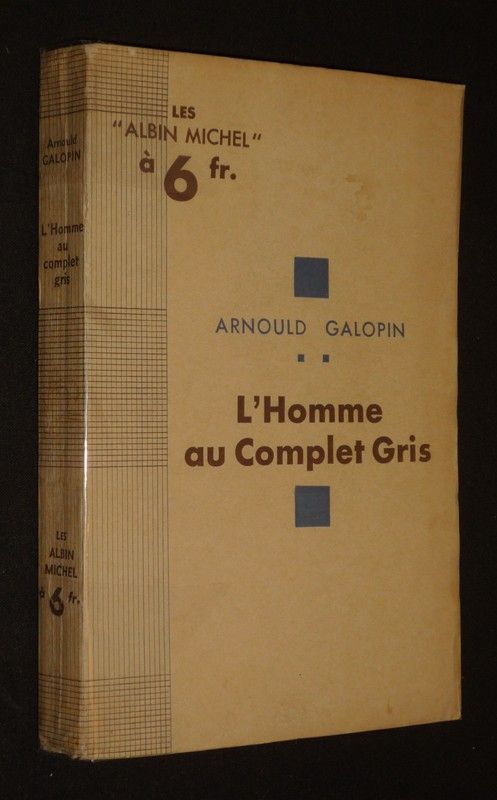 LES
"ALBIN MICHEL"
à 6 fr.
ARNOULD GALOPIN
L'Homme
au Complet Gris
Arnould
GALOPIN
L'Homme
au
complet
gris
LES
ALBIN
MICHEL
à 6 fr.